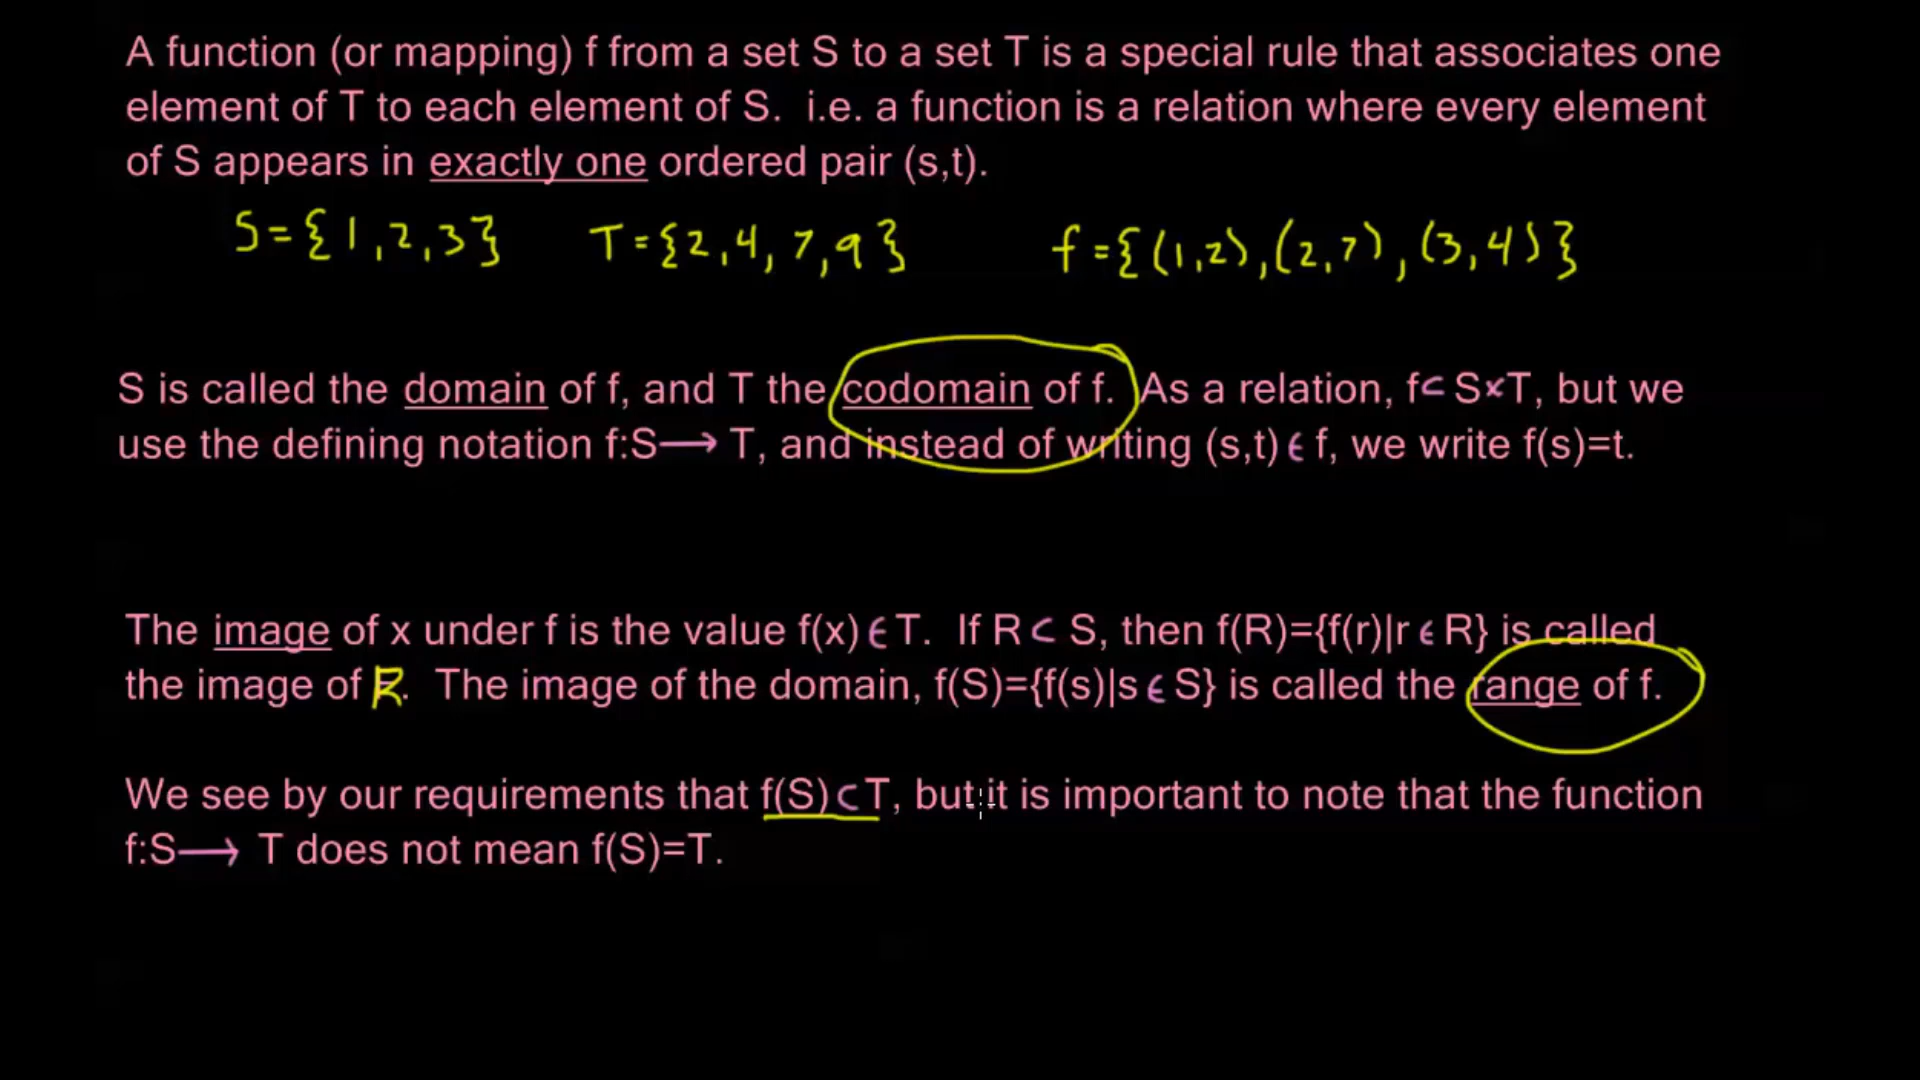 A function (or mapping) f from a set S to a set T is a special rule that associates one
element of T to each element of S. i.e. a function is a relation where every element
of S appears in exactly one ordered pair (s,t).
S={1,2,3} T={2,4,7,9} f={(1,2),(2,7),(3,4)}
S is called the domain of f, and T the codomain of f. As a relation, f⊂S×T, but we
use the defining notation f:S⟶T, and instead of writing (s,t)∈f, we write f(s)=t.
The image of x under f is the value f(x)∈T. If R⊂S, then f(R)={f(r)|r∈R} is called
the image of R. The image of the domain, f(S)={f(s)|s∈S} is called the range of f.
We see by our requirements that f(S)⊂T, but it is important to note that the function
f:S⟶T does not mean f(S)=T.